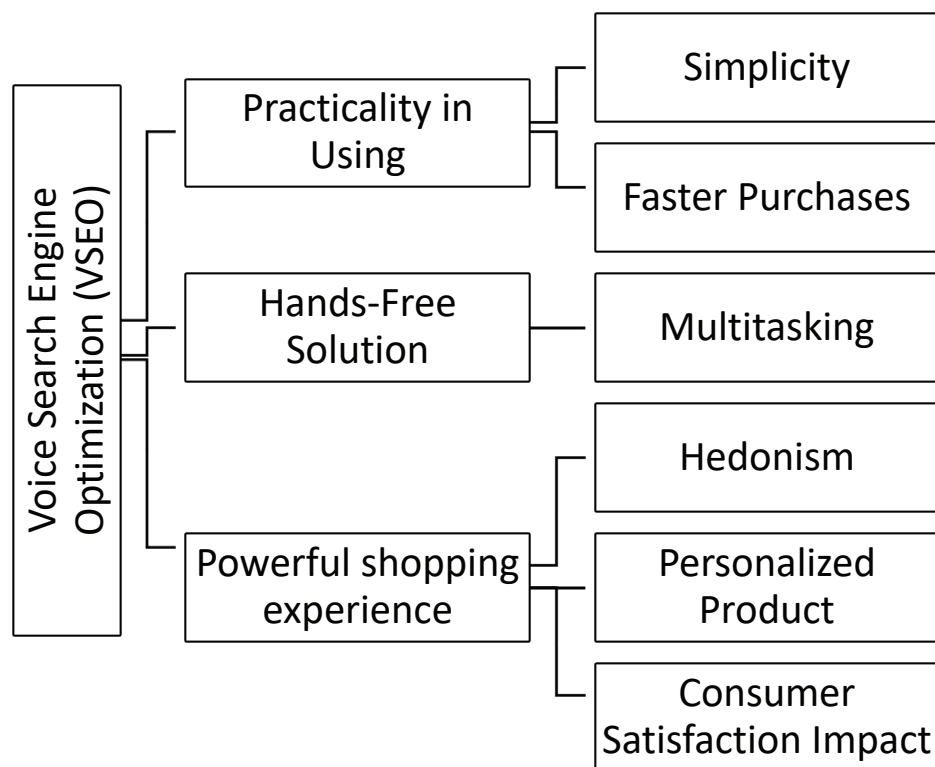 Voice Search Engine
Optimization (VSEO)
Practicality in
Using
Simplicity
Faster Purchases
Hands-Free
Solution
Multitasking
Powerful shopping
experience
Hedonism
Personalized
Product
Consumer
Satisfaction Impact